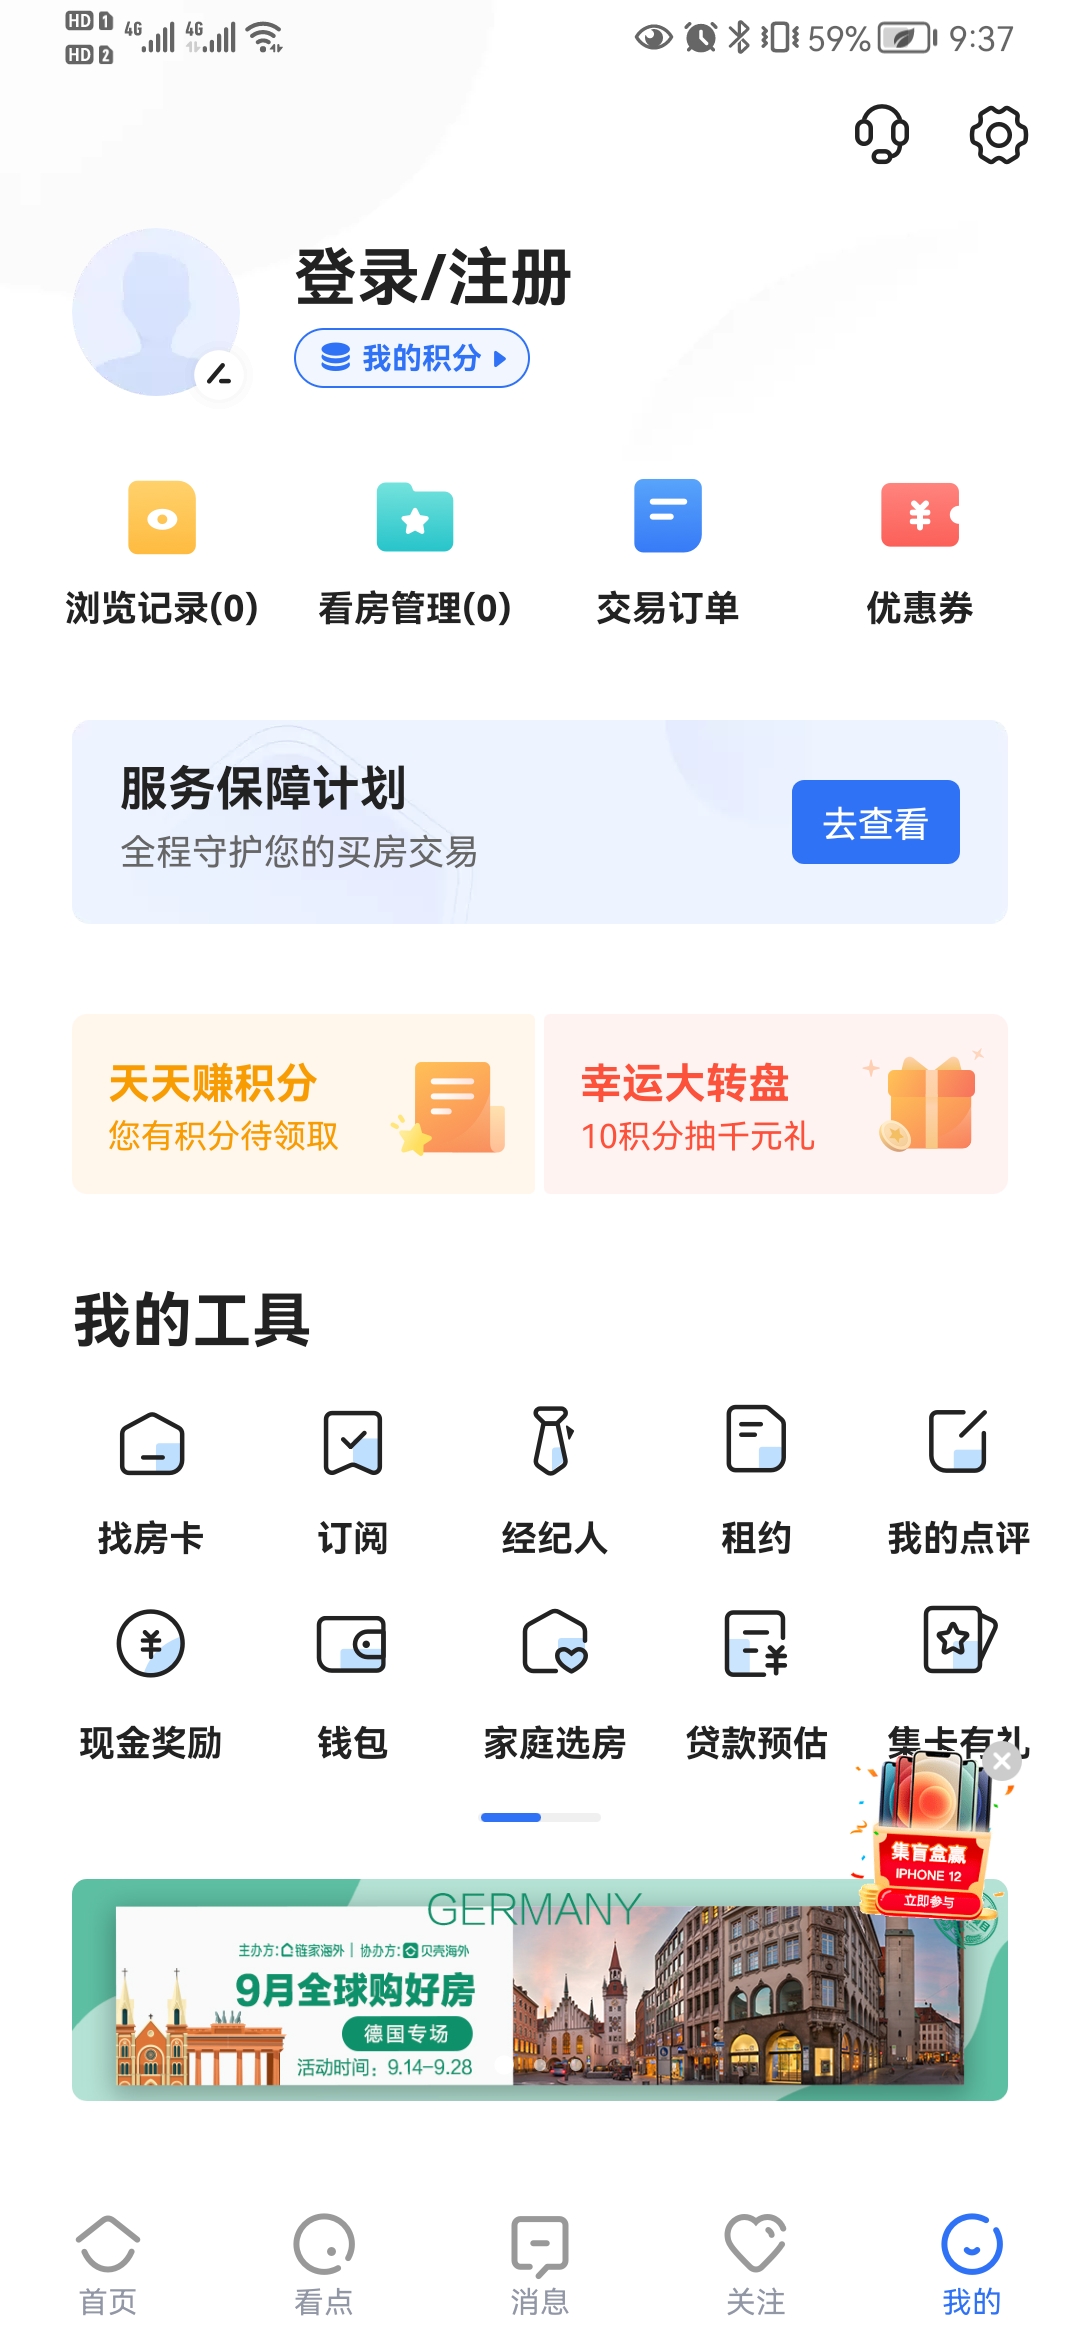 HD 1 4G 4G 59% 9:37
HD 2
登录/注册
我的积分
浏览记录(0) 看房管理(0) 交易订单 优惠券
服务保障计划
全程守护您的买房交易
去查看
天天赚积分
您有积分待领取
幸运大转盘
10积分抽千元礼
我的工具
找房卡 订阅 经纪人 租约 我的点评
现金奖励 钱包 家庭选房 贷款预估 集卡有礼
集盲盒赢
IPHONE 12
立即参与
GERMANY
主办方:链家海外 | 协办方:贝壳海外
9月全球购好房
德国专场
活动时间：9.14-9.28
首页 看点 消息 关注 我的